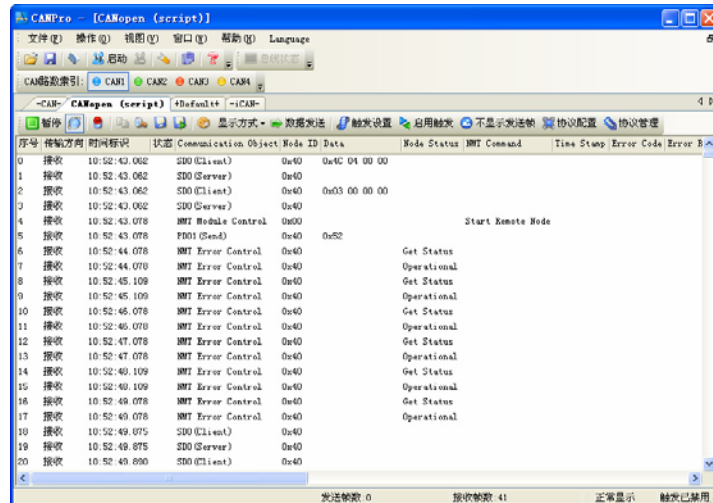 CANPro - [CANopen (script)]
文件(F) 操作(O) 视图(V) 窗口(W) 帮助(H) Language
启动 总线状态
CAN路数索引: CAN1 CAN2 CAN3 CAN4
-CAN- CANopen (script) +Default+ -iCAN-
暂停 显示方式 数据发送 触发设置 启用触发 不显示发送帧 协议配置 协议管理
序号 传输方向 时间标识 状态 Communication Object Node ID Data Node Status NMT Command Time Stamp Error Code Error R
0 接收 10:52:43.062 SDO(Client) 0x40 0x4C 04 00 00
1 接收 10:52:43.062 SDO(Server) 0x40
2 接收 10:52:43.062 SDO(Client) 0x40 0x03 00 00 00
3 接收 10:52:43.062 SDO(Server) 0x40
4 接收 10:52:43.078 NMT Module Control 0x00 Start Remote Node
5 接收 10:52:43.078 PDO1(Send) 0x40 0x52
6 接收 10:52:44.078 NMT Error Control 0x40 Get Status
7 接收 10:52:44.078 NMT Error Control 0x40 Operational
8 接收 10:52:45.109 NMT Error Control 0x40 Get Status
9 接收 10:52:45.109 NMT Error Control 0x40 Operational
10 接收 10:52:46.078 NMT Error Control 0x40 Get Status
11 接收 10:52:46.078 NMT Error Control 0x40 Operational
12 接收 10:52:47.078 NMT Error Control 0x40 Get Status
13 接收 10:52:47.078 NMT Error Control 0x40 Operational
14 接收 10:52:48.109 NMT Error Control 0x40 Get Status
15 接收 10:52:48.109 NMT Error Control 0x40 Operational
16 接收 10:52:49.078 NMT Error Control 0x40 Get Status
17 接收 10:52:49.078 NMT Error Control 0x40 Operational
18 接收 10:52:49.875 SDO(Client) 0x40
19 接收 10:52:49.875 SDO(Server) 0x40
20 接收 10:52:49.890 SDO(Client) 0x40
发送帧数:0 接收帧数:41 正常显示 触发已禁用